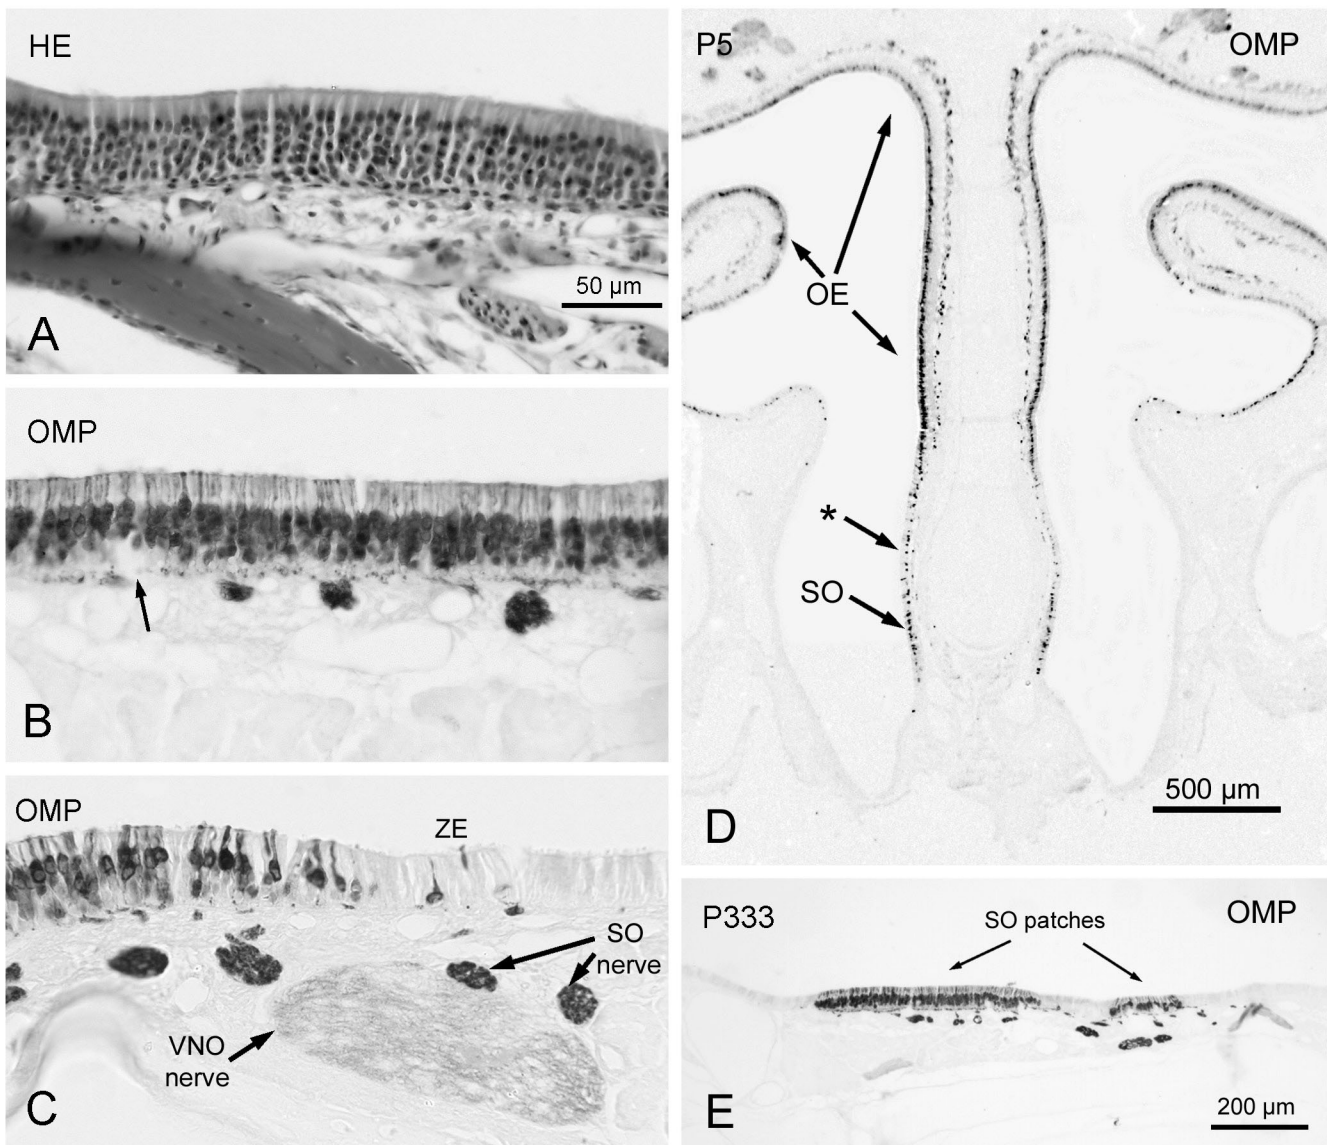 HE
50 µm
A
OMP
B
OMP
ZE
SO
nerve
VNO
nerve
C
P5
OMP
OE
*
SO
500 µm
D
P333
SO patches
OMP
200 µm
E